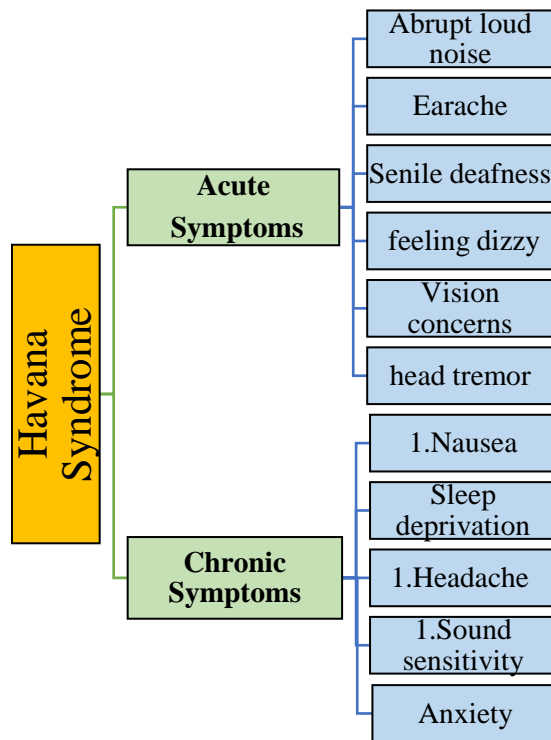 Havana
Syndrome
Acute
Symptoms
Abrupt loud
noise
Earache
Senile deafness
feeling dizzy
Vision
concerns
head tremor
Chronic
Symptoms
1.Nausea
Sleep
deprivation
1.Headache
1.Sound
sensitivity
Anxiety